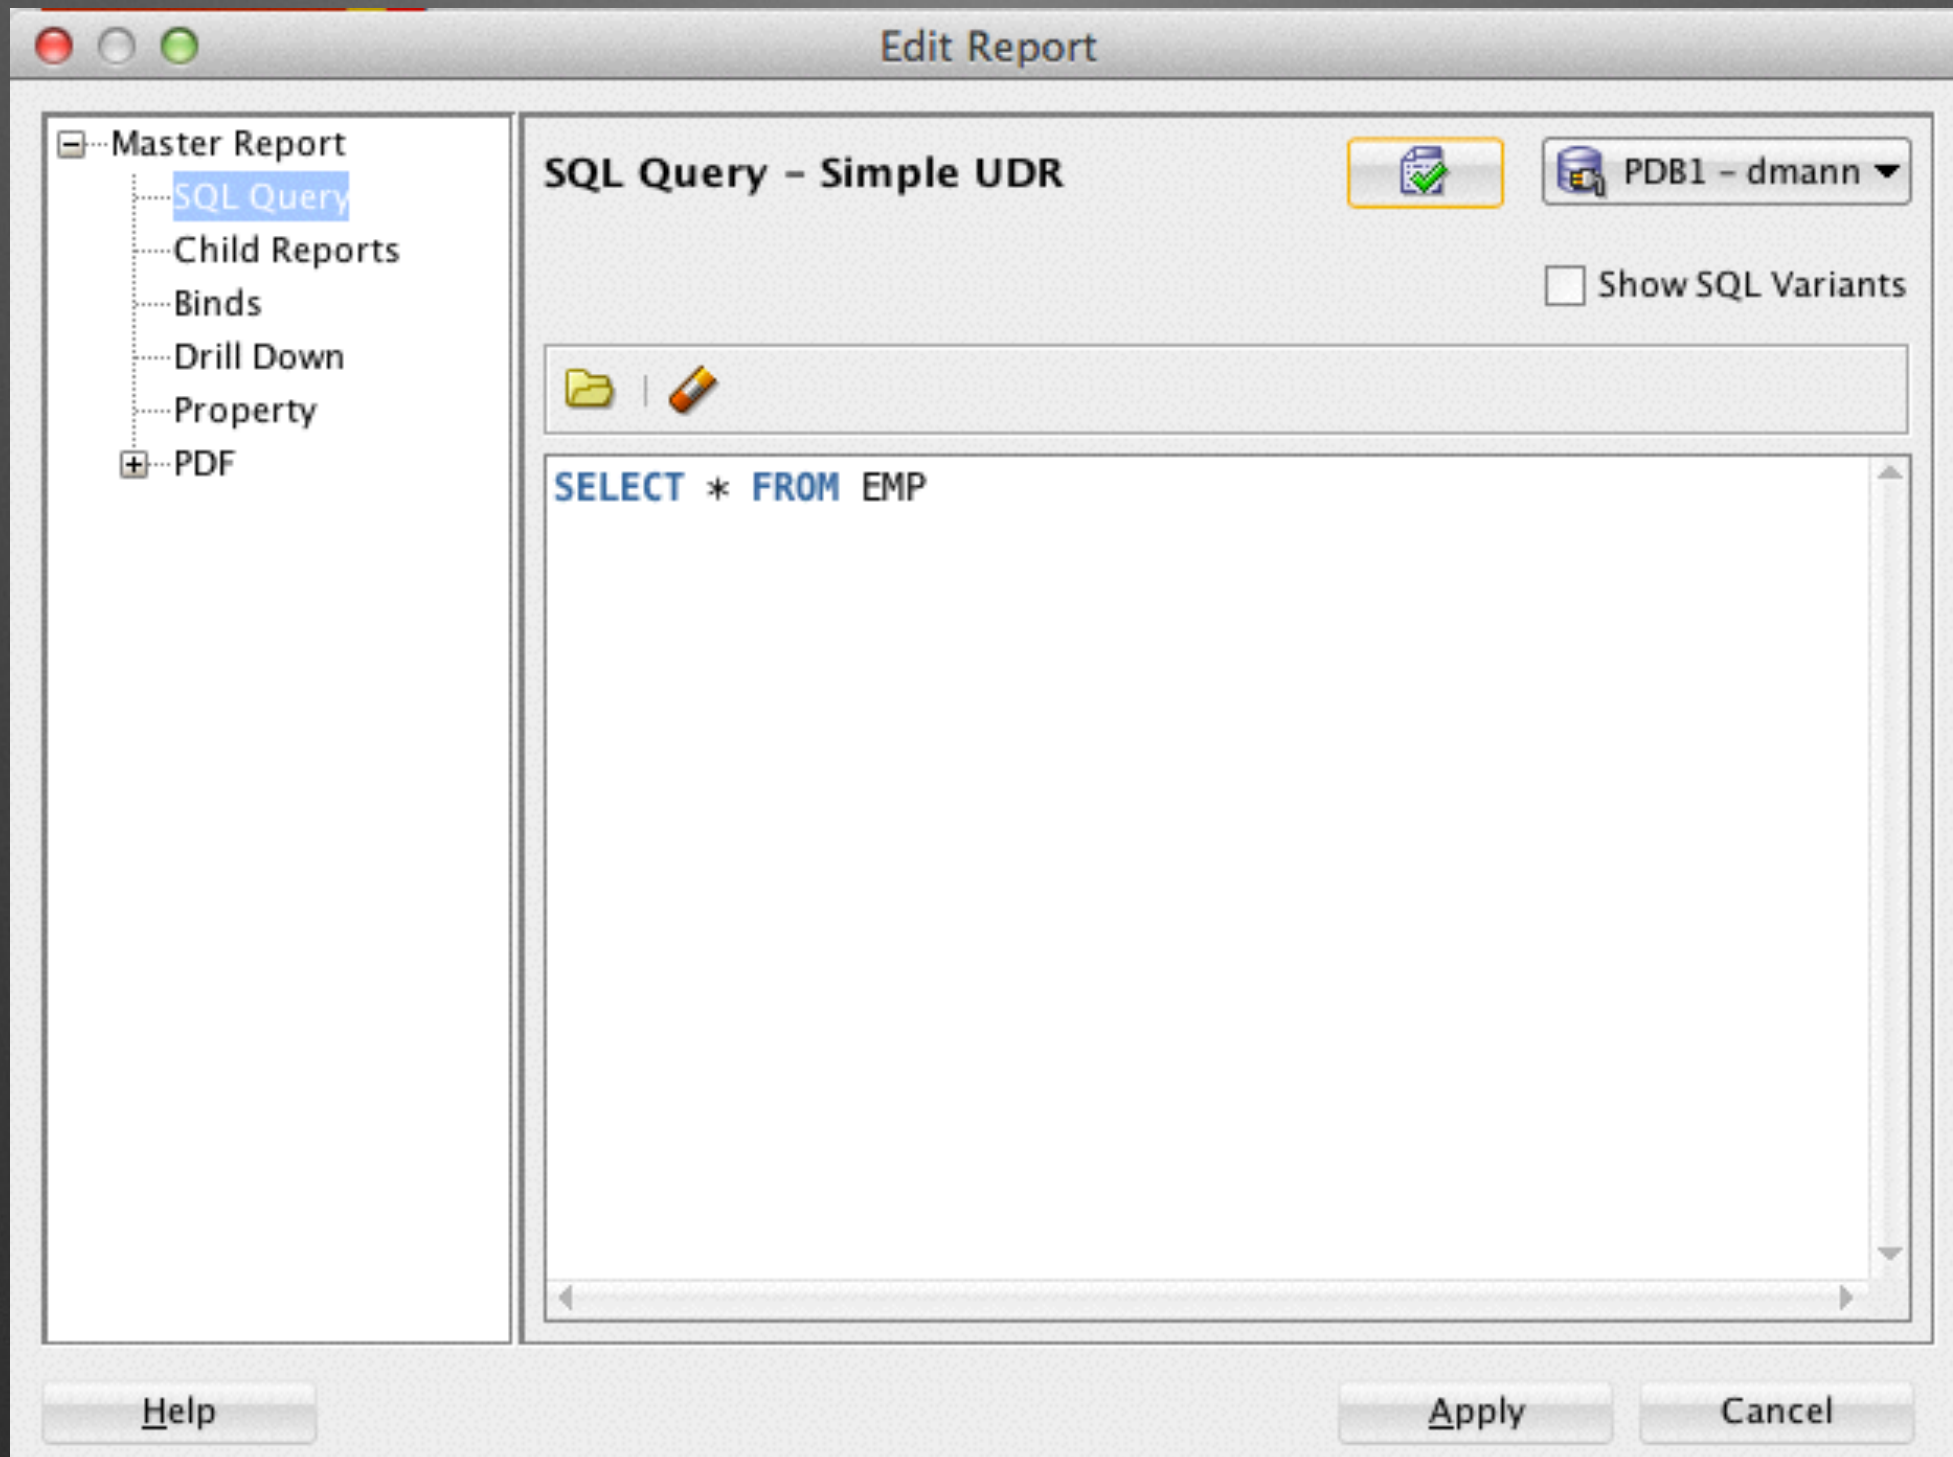 Edit Report
Master Report
SQL Query
Child Reports
Binds
Drill Down
Property
PDF
SQL Query – Simple UDR
PDB1 – dmann
Show SQL Variants
SELECT * FROM EMP
Help
Apply
Cancel